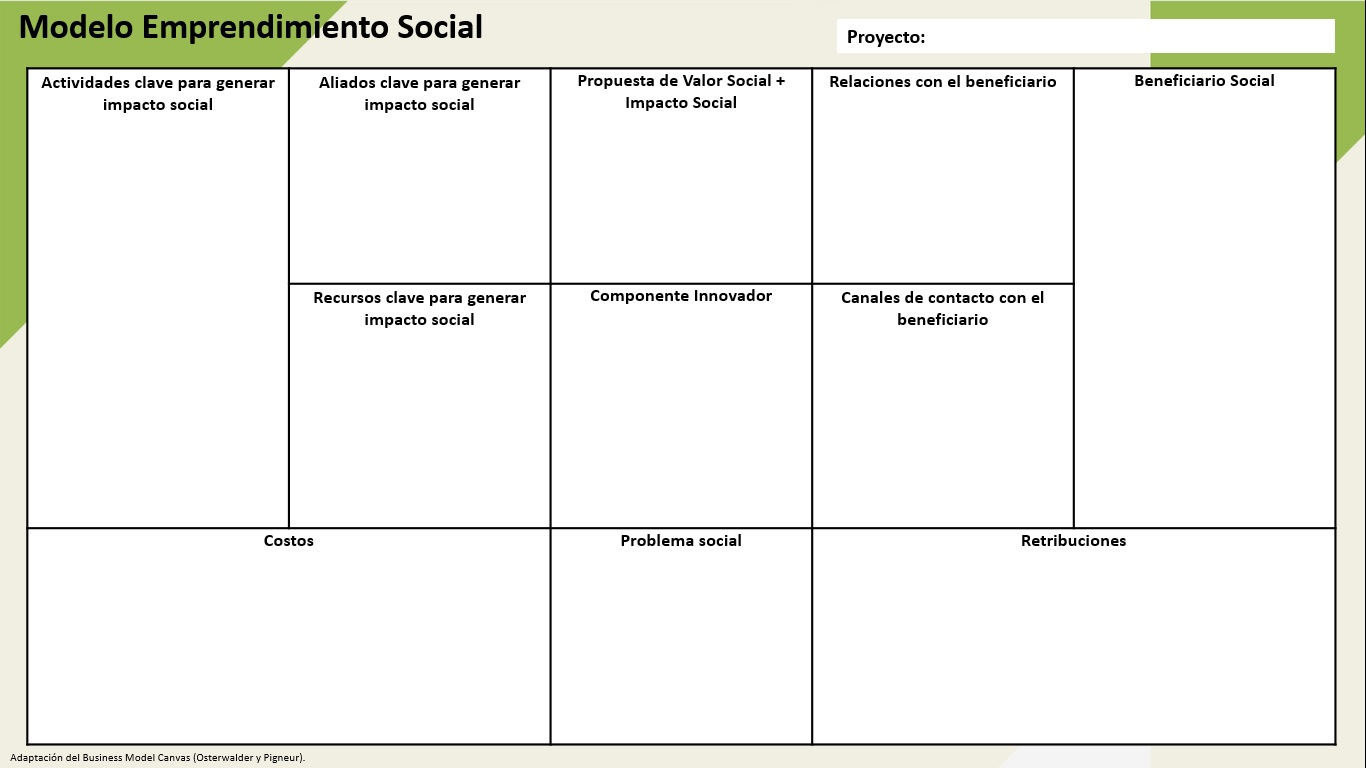 Modelo Emprendimiento Social
Proyecto:
Actividades clave para generar
impacto social
Aliados clave para generar
impacto social
Propuesta de Valor Social +
Impacto Social
Relaciones con el beneficiario
Beneficiario Social
Recursos clave para generar
impacto social
Componente Innovador
Canales de contacto con el
beneficiario
Costos
Problema social
Retribuciones
Adaptación del Business Model Canvas (Osterwalder y Pigneur).